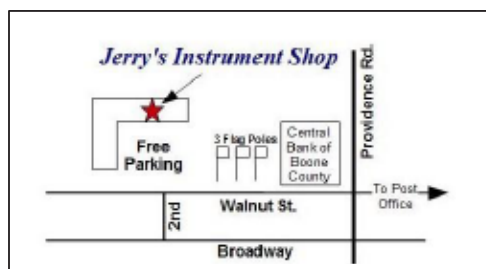 Jerry's Instrument Shop
Providence Rd.
Free
Parking
3 Flag Poles
Central
Bank of
Boone
County
To Post
Office
2nd
Walnut St.
Broadway